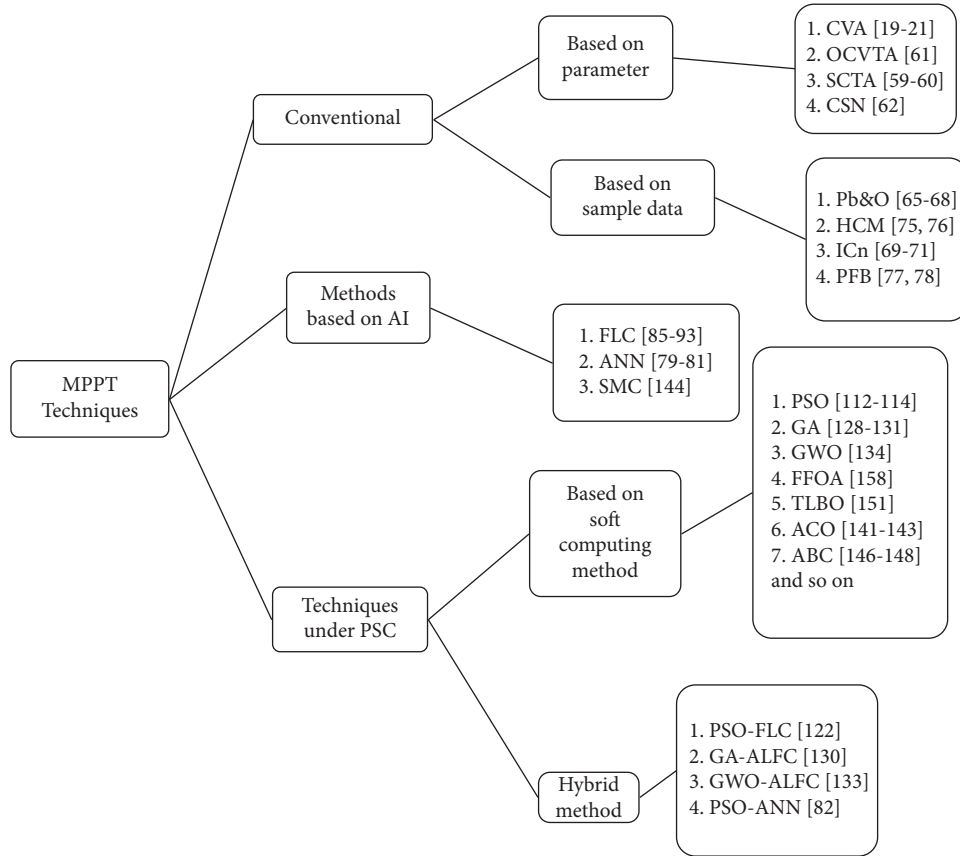 MPPT
Techniques
Conventional
Based on
parameter
1. CVA [19-21]
2. OCVTA [61]
3. SCTA [59-60]
4. CSN [62]
Based on
sample data
1. Pb&O [65-68]
2. HCM [75, 76]
3. ICn [69-71]
4. PFB [77, 78]
Methods
based on AI
1. FLC [85-93]
2. ANN [79-81]
3. SMC [144]
Techniques
under PSC
Based on
soft
computing
method
1. PSO [112-114]
2. GA [128-131]
3. GWO [134]
4. FFOA [158]
5. TLBO [151]
6. ACO [141-143]
7. ABC [146-148]
and so on
Hybrid
method
1. PSO-FLC [122]
2. GA-ALFC [130]
3. GWO-ALFC [133]
4. PSO-ANN [82]